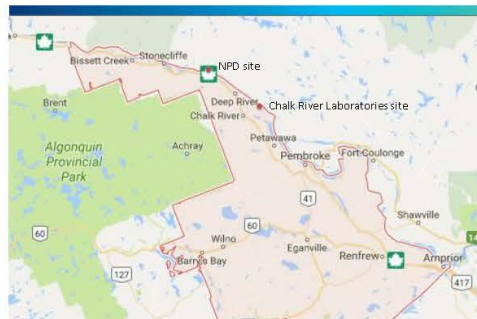 Bissett Creek
Stonecliffe
NPD site
Brent
Deep River
Chalk River Laboratories site
Chalk River
Algonquin
Provincial
Park
Achray
Petawawa
Pembroke
Fort-Coulonge
41
Shawville
60
60
Wilno
Eganville
Renfrew
Barry's Bay
127
Arnprior
417